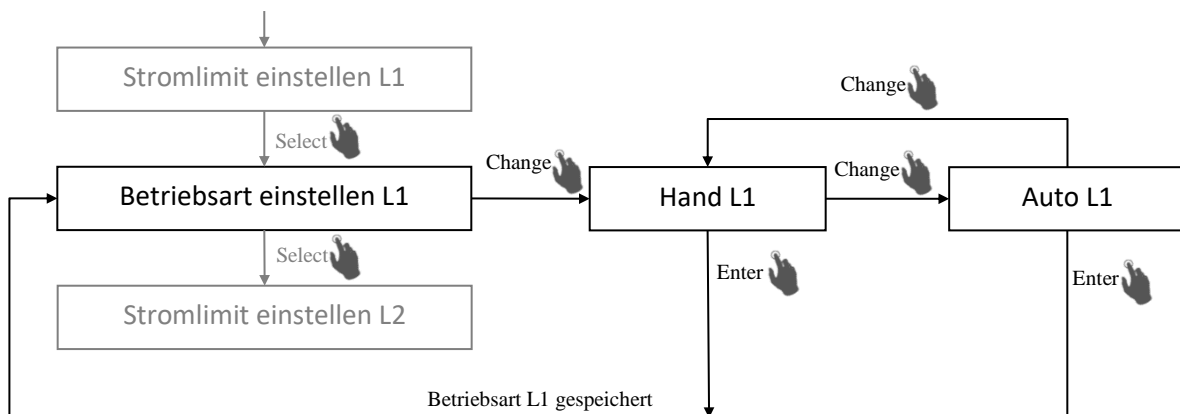 Stromlimit einstellen L1
Change
Select
Betriebsart einstellen L1
Change
Hand L1
Change
Auto L1
Select
Enter
Enter
Stromlimit einstellen L2
Betriebsart L1 gespeichert